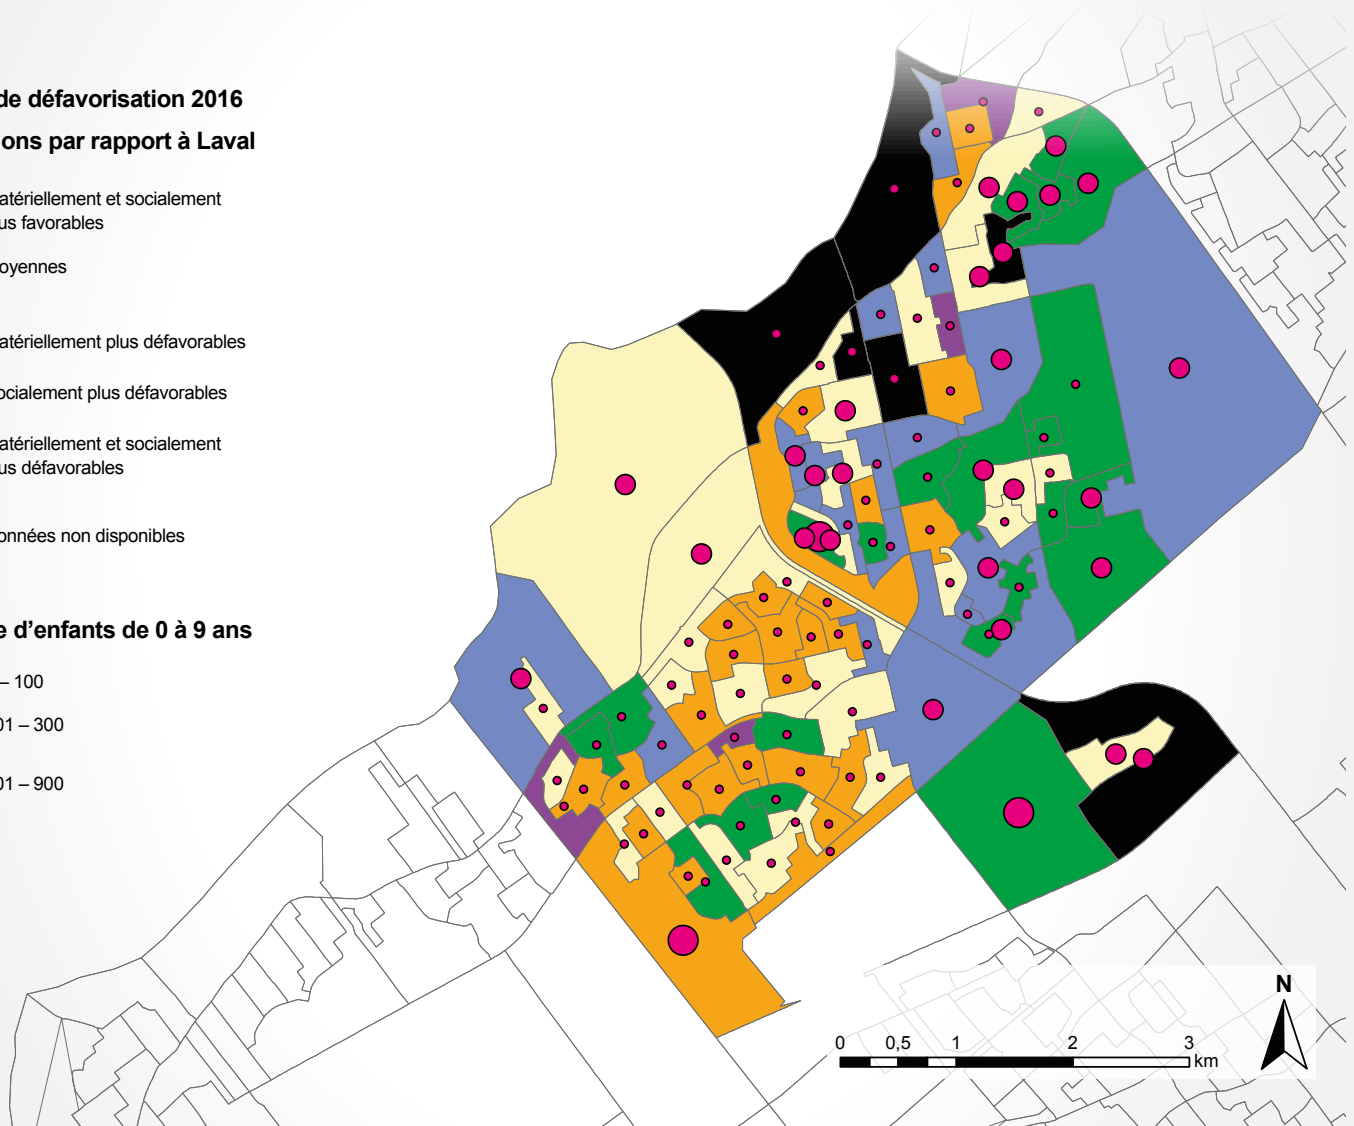 de défavorisation 2016
ons par rapport à Laval
atériellement et socialement
us favorables
oyennes
atériellement plus défavorables
ocialement plus défavorables
atériellement et socialement
us défavorables
onnées non disponibles
e d’enfants de 0 à 9 ans
– 100
01 – 300
01 – 900
N
0 0,5 1 2 3
km